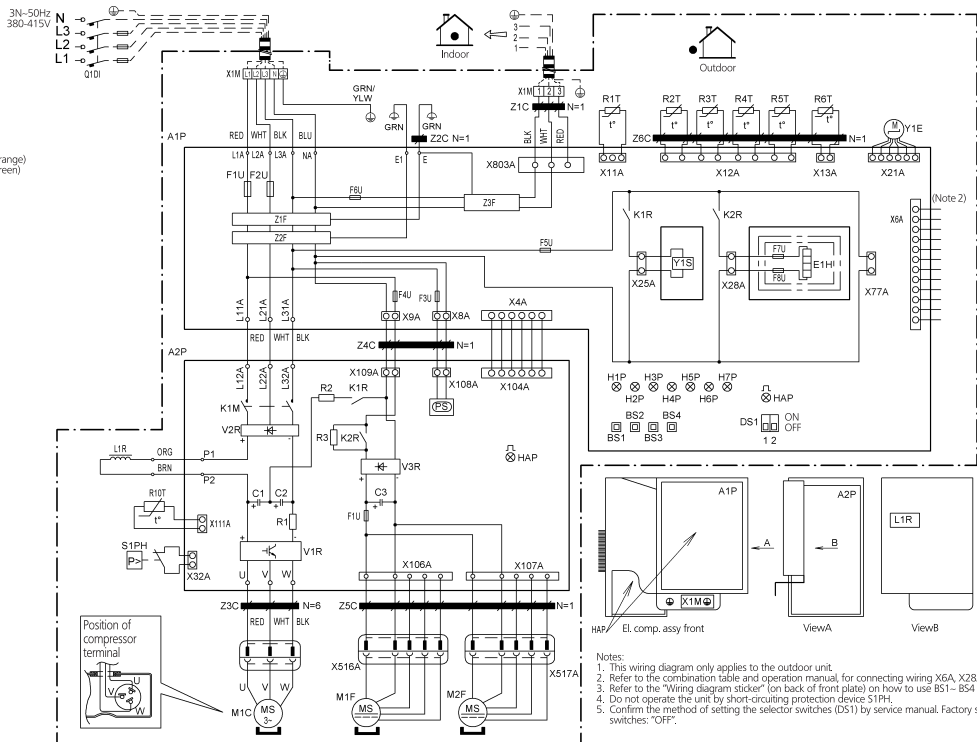 3N~50Hz
380-415V
N
L3
L2
L1
Q1DI
X1M L1 L2 L3 N
3
2
1
Indoor
Outdoor
X1M 1 2 3
Z1C N=1
GRN/
YLW
GRN
GRN
Z2C N=1
BLK WHT RED
R1T R2T R3T R4T R5T R6T
t° t° t° t° t° t°
Z6C N=1
M Y1E
range)
reen)
A1P
RED WHT BLK BLU
L1A L2A L3A NA
E1 E
X803A
X11A X12A X13A X21A
F1U F2U
F6U
Z3F
Z1F
Z2F
F5U
K1R K2R
X6A
(Note 2)
Y1S
F7U
E1H
F8U
X25A X28A X77A
L11A L21A L31A
F4U F3U
X9A X8A
X4A
RED WHT BLK
Z4C N=1
A2P
L12A L22A L32A
X109A X108A X104A
PS
K1M
R2 K1R
V2R
+ -
R3 K2R
V3R
+ -
HAP
H1P H3P H5P H7P
H2P H4P H6P
HAP
BS2 BS4
BS1 BS3
DS1 ON
OFF
1 2
L1R
ORG P1
BRN P2
C1 C2
+ +
C3
+
R10T
t°
X111A
R1
F1U
S1PH
P>
X32A
+ -
V1R
U V W
X106A X107A
Z3C N=6
Z5C N=1
RED WHT BLK
X516A X517A
Position of
compressor
terminal
U
V
W
U V W
M1C MS
3~
M1F
MS
M2F
MS
A1P
A2P
L1R
A
B
X1M
HAP El. comp. assy front
ViewA
ViewB
Notes:
1. This wiring diagram only applies to the outdoor unit.
2. Refer to the combination table and operation manual, for connecting wiring X6A, X28
3. Refer to the "Wiring diagram sticker" (on back of front plate) on how to use BS1~ BS4
4. Do not operate the unit by short-circuiting protection device S1PH.
5. Confirm the method of setting the selector switches (DS1) by service manual. Factory s
switches: "OFF".